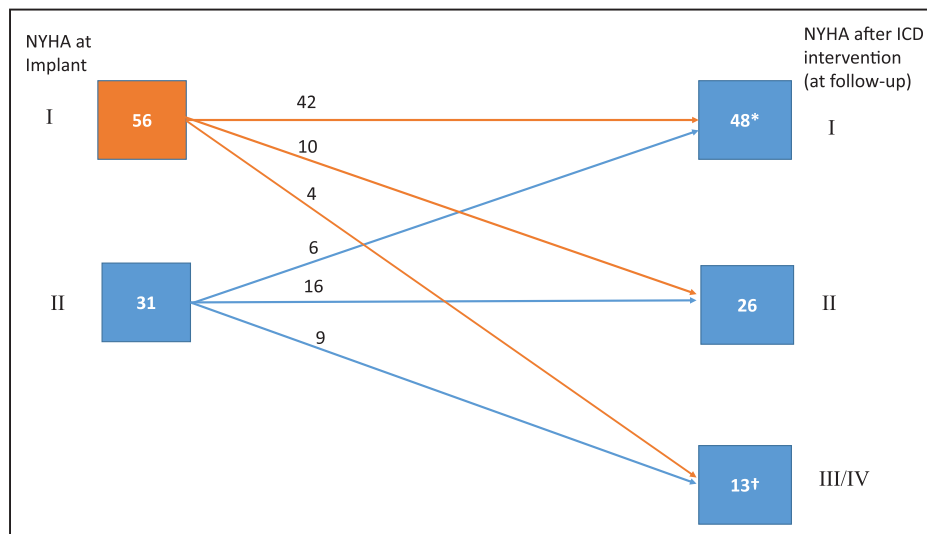 NYHA at
Implant
NYHA after ICD
intervention
(at follow-up)
I
56
42
48*
I
10
4
6
II
31
16
26
II
9
13†
III/IV